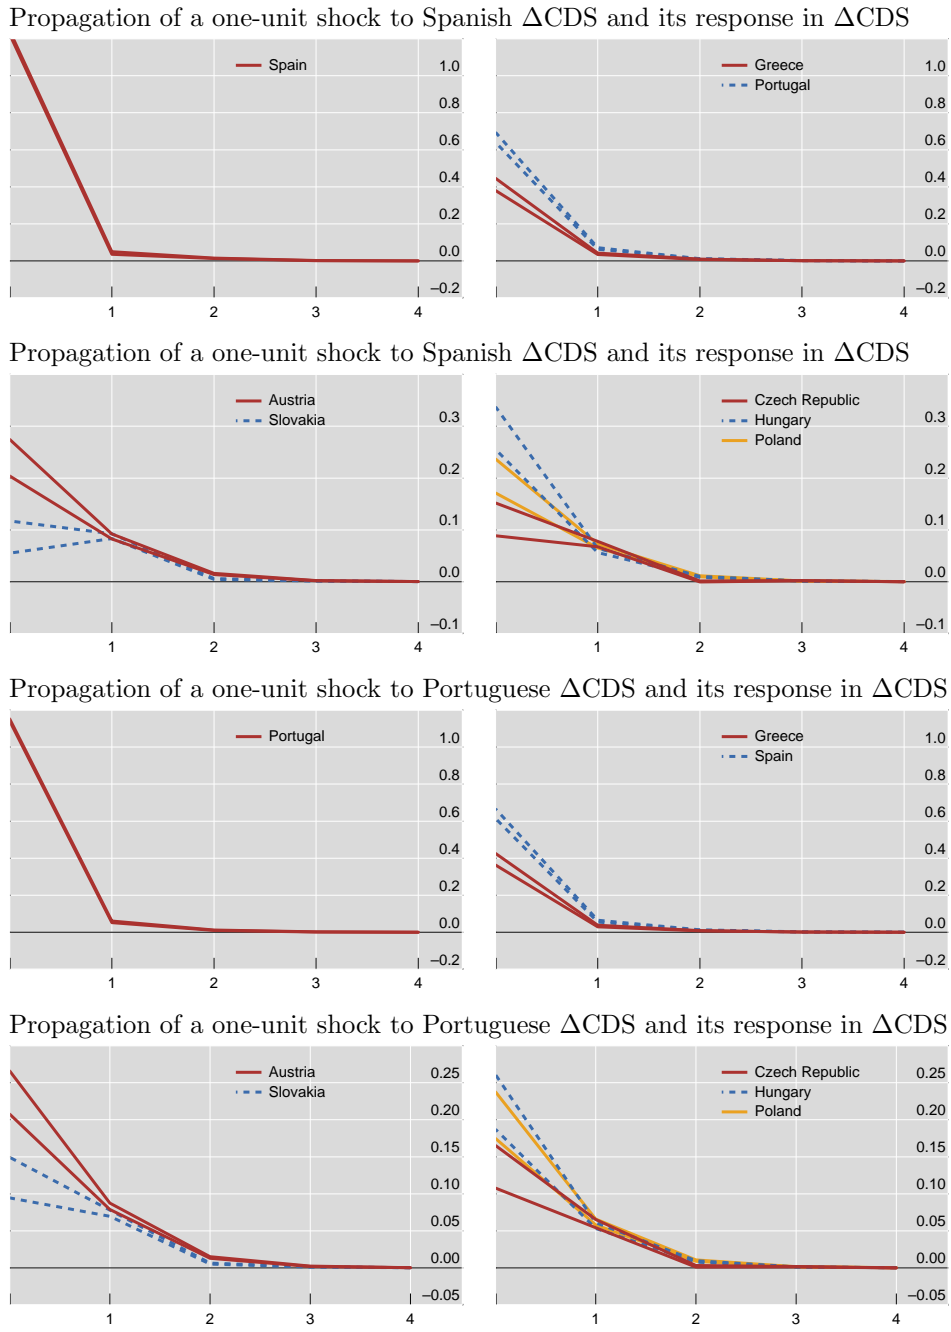 Propagation of a one-unit shock to Spanish ΔCDS and its response in ΔCDS
Spain
1.0
0.8
0.6
0.4
0.2
0.0
–0.2
1 2 3 4
Greece
Portugal
1.0
0.8
0.6
0.4
0.2
0.0
–0.2
1 2 3 4
Propagation of a one-unit shock to Spanish ΔCDS and its response in ΔCDS
Austria
Slovakia
0.3
0.2
0.1
0.0
–0.1
1 2 3 4
Czech Republic
Hungary
Poland
0.3
0.2
0.1
0.0
–0.1
1 2 3 4
Propagation of a one-unit shock to Portuguese ΔCDS and its response in ΔCDS
Portugal
1.0
0.8
0.6
0.4
0.2
0.0
–0.2
1 2 3 4
Greece
Spain
1.0
0.8
0.6
0.4
0.2
0.0
–0.2
1 2 3 4
Propagation of a one-unit shock to Portuguese ΔCDS and its response in ΔCDS
Austria
Slovakia
0.25
0.20
0.15
0.10
0.05
0.00
–0.05
1 2 3 4
Czech Republic
Hungary
Poland
0.25
0.20
0.15
0.10
0.05
0.00
–0.05
1 2 3 4